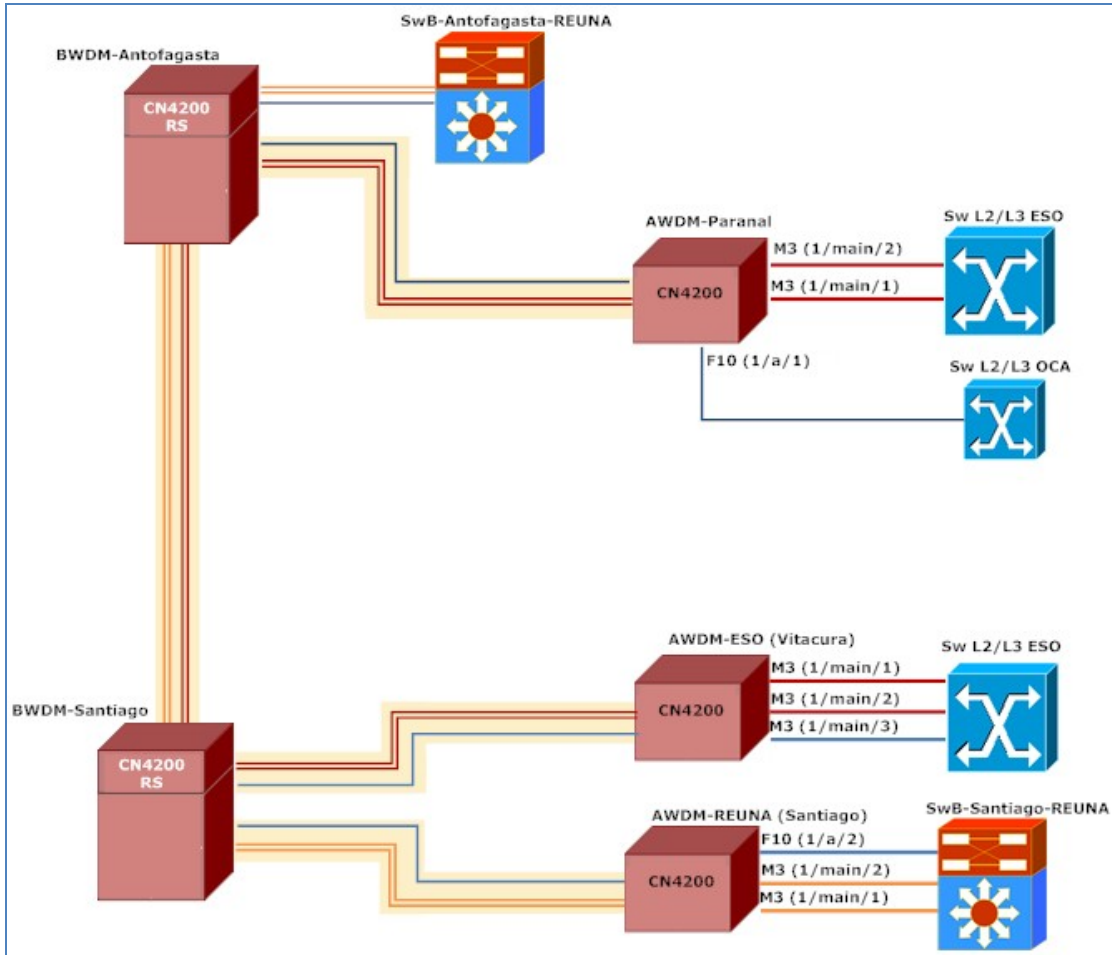 SwB-Antofagasta-REUNA
BWDM-Antofagasta
CN4200
RS
AWDM-Paranal
Sw L2/L3 ESO
M3 (1/main/2)
CN4200
M3 (1/main/1)
F10 (1/a/1)
Sw L2/L3 OCA
AWDM-ESO (Vitacura)
Sw L2/L3 ESO
M3 (1/main/1)
BWDM-Santiago
CN4200
M3 (1/main/2)
M3 (1/main/3)
CN4200
RS
AWDM-REUNA (Santiago)
SwB-Santiago-REUNA
F10 (1/a/2)
M3 (1/main/2)
CN4200
M3 (1/main/1)